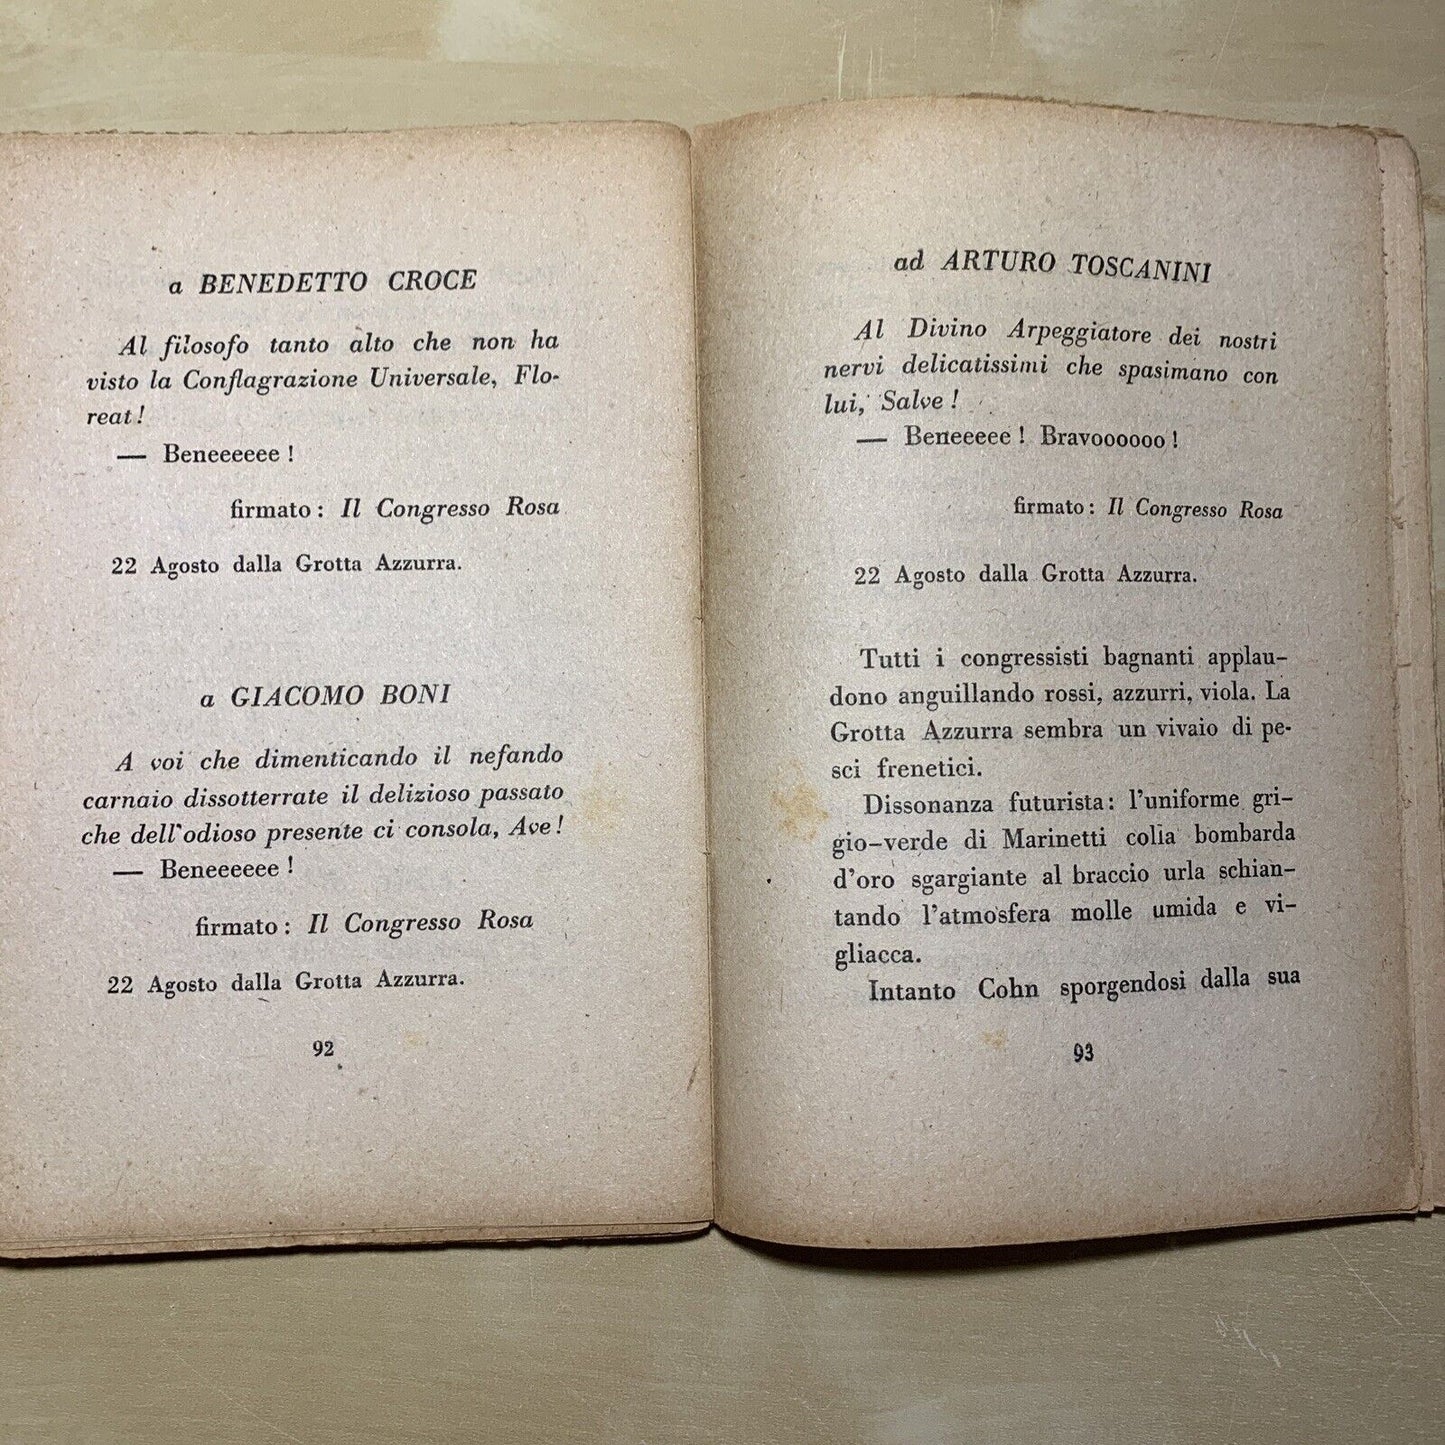 a BENEDETTO CROCE
Al filosofo tanto alto che non ha
visto la Conflagrazione Universale, Flo-
reat!
— Beneeeeee !
firmato : Il Congresso Rosa
22 Agosto dalla Grotta Azzurra.
a GIACOMO BONI
A voi che dimenticando il nefando
carnaio dissotterrate il delizioso passato
che dell'odioso presente ci consola, Ave!
— Beneeeeee !
firmato : Il Congresso Rosa
22 Agosto dalla Grotta Azzurra.
92
ad ARTURO TOSCANINI
Al Divino Arpeggiatore dei nostri
nervi delicatissimi che spasimano con
lui, Salve !
— Beneeeee ! Bravoooooo !
firmato : Il Congresso Rosa
22 Agosto dalla Grotta Azzurra.
Tutti i congressisti bagnanti applau-
dono anguillando rossi, azzurri, viola. La
Grotta Azzurra sembra un vivaio di pe-
sci frenetici.
Dissonanza futurista: l'uniforme gri-
gio-verde di Marinetti colla bombarda
d'oro sgargiante al braccio urla schian-
tando l'atmosfera molle umida e vi-
gliacca.
Intanto Cohn sporgendosi dalla sua
93